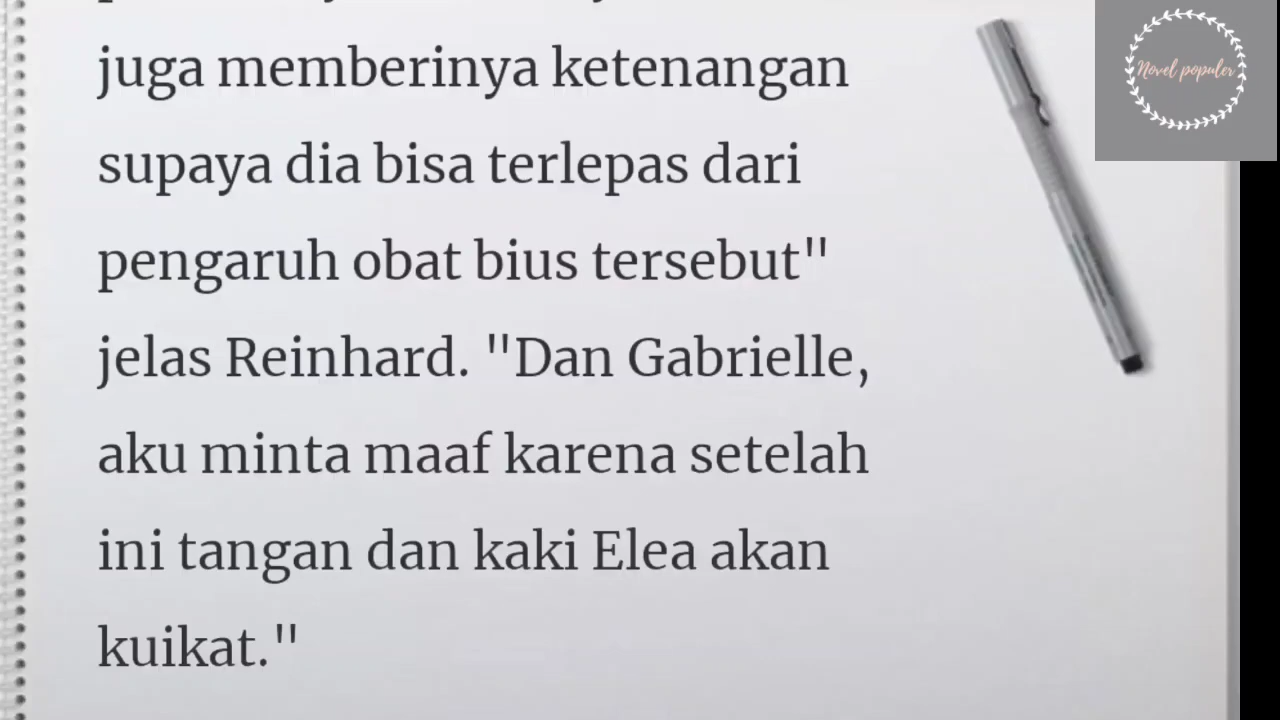 juga memberinya ketenangan
supaya dia bisa terlepas dari
pengaruh obat bius tersebut"
jelas Reinhard. "Dan Gabrielle,
aku minta maaf karena setelah
ini tangan dan kaki Elea akan
kuikat."
Novel populer